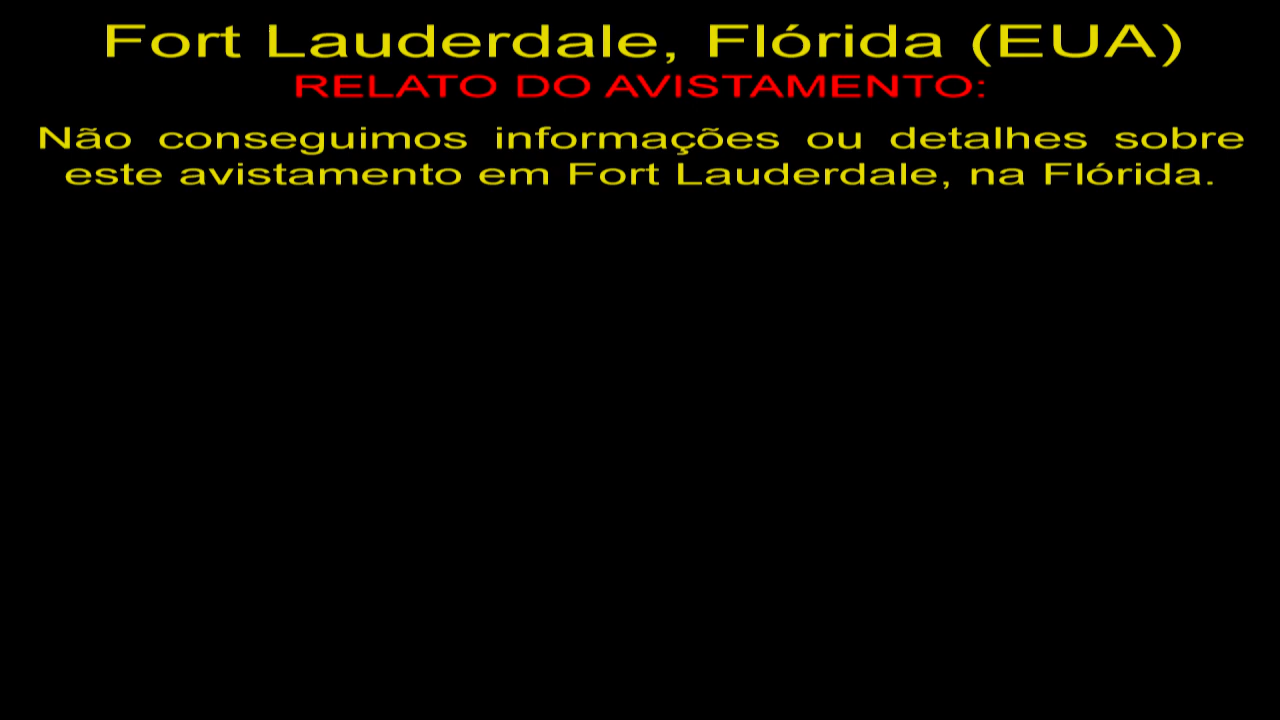 Fort Lauderdale, Flórida (EUA)
RELATO DO AVISTAMENTO:
Não conseguimos informações ou detalhes sobre
este avistamento em Fort Lauderdale, na Flórida.